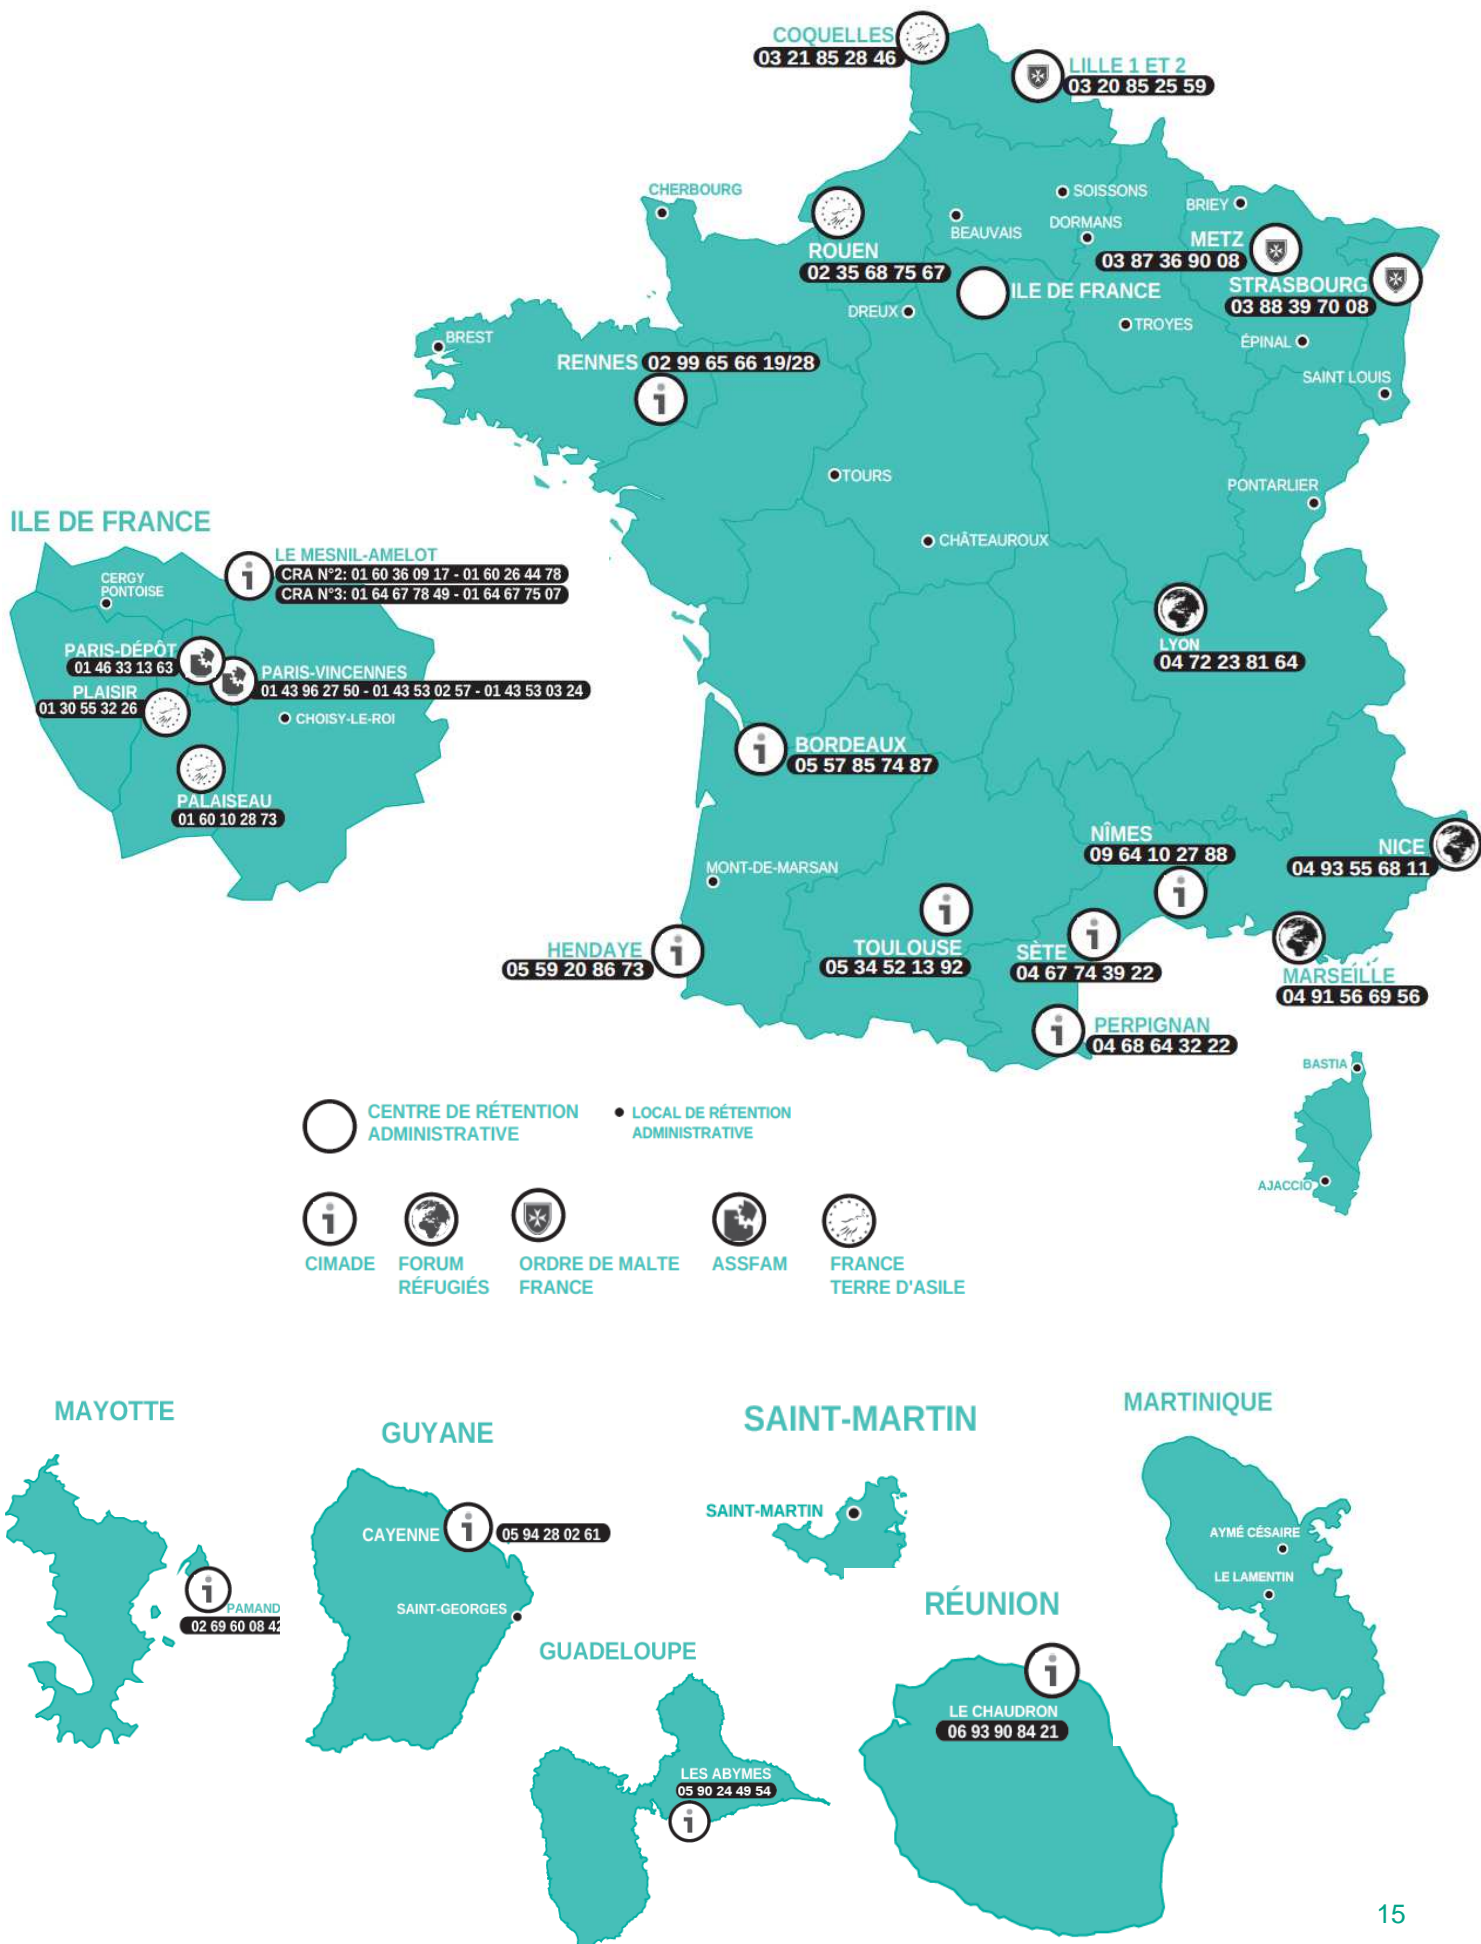 COQUELLES
03 21 85 28 46
LILLE 1 ET 2
03 20 85 25 59
CHERBOURG
SOISSONS
BRIEY
BEAUVAIS
DORMANS
METZ
03 87 36 90 08
ROUEN
02 35 68 75 67
ILE DE FRANCE
STRASBOURG
03 88 39 70 08
DREUX
TROYES
ÉPINAL
BREST
RENNES 02 99 65 66 19/28
SAINT LOUIS
TOURS
PONTARLIER
CHÂTEAUROUX
ILE DE FRANCE
LE MESNIL-AMELOT
CRA N°2: 01 60 36 09 17 - 01 60 26 44 78
CRA N°3: 01 64 67 78 49 - 01 64 67 75 07
CERGY
PONTOISE
PARIS-DÉPÔT
01 46 33 13 63
PARIS-VINCENNES
01 43 96 27 50 - 01 43 53 02 57 - 01 43 53 03 24
PLAISIR
01 30 55 32 26
CHOISY-LE-ROI
PALAISEAU
01 60 10 28 73
LYON
04 72 23 81 64
BORDEAUX
05 57 85 74 87
NÎMES
09 64 10 27 88
NICE
04 93 55 68 11
MONT-DE-MARSAN
HENDAYE
05 59 20 86 73
TOULOUSE
05 34 52 13 92
SÈTE
04 67 74 39 22
MARSEILLE
04 91 56 69 56
PERPIGNAN
04 68 64 32 22
BASTIA
AJACCIO
CENTRE DE RÉTENTION
ADMINISTRATIVE
LOCAL DE RÉTENTION
ADMINISTRATIVE
CIMADE
FORUM
RÉFUGIÉS
ORDRE DE MALTE
FRANCE
ASSFAM
FRANCE
TERRE D'ASILE
MAYOTTE
PAMAND
02 69 60 08 42
GUYANE
CAYENNE
05 94 28 02 61
SAINT-GEORGES
SAINT-MARTIN
SAINT-MARTIN
MARTINIQUE
AYMÉ CÉSAIRE
LE LAMENTIN
GUADELOUPE
LES ABYMES
05 90 24 49 54
RÉUNION
LE CHAUDRON
06 93 90 84 21
15